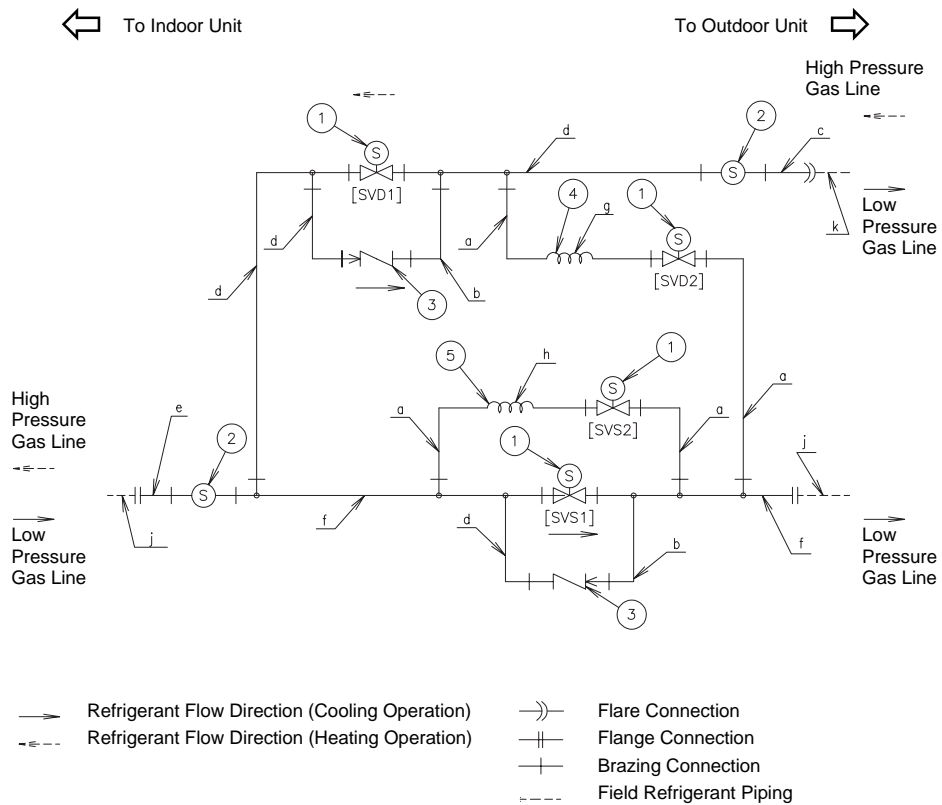 To Indoor Unit
To Outdoor Unit
High Pressure
Gas Line
1
2
d
c
S
S
[SVD1]
k
Low
Pressure
Gas Line
4
g
1
d
a
S
[SVD2]
d
b
3
5
h
1
S
[SVS2]
a
a
a
High
Pressure
Gas Line
e
2
1
j
S
S
[SVS1]
j
f
f
Low
Pressure
Gas Line
d
b
Low
Pressure
Gas Line
3
Refrigerant Flow Direction (Cooling Operation)
Refrigerant Flow Direction (Heating Operation)
Flare Connection
Flange Connection
Brazing Connection
Field Refrigerant Piping